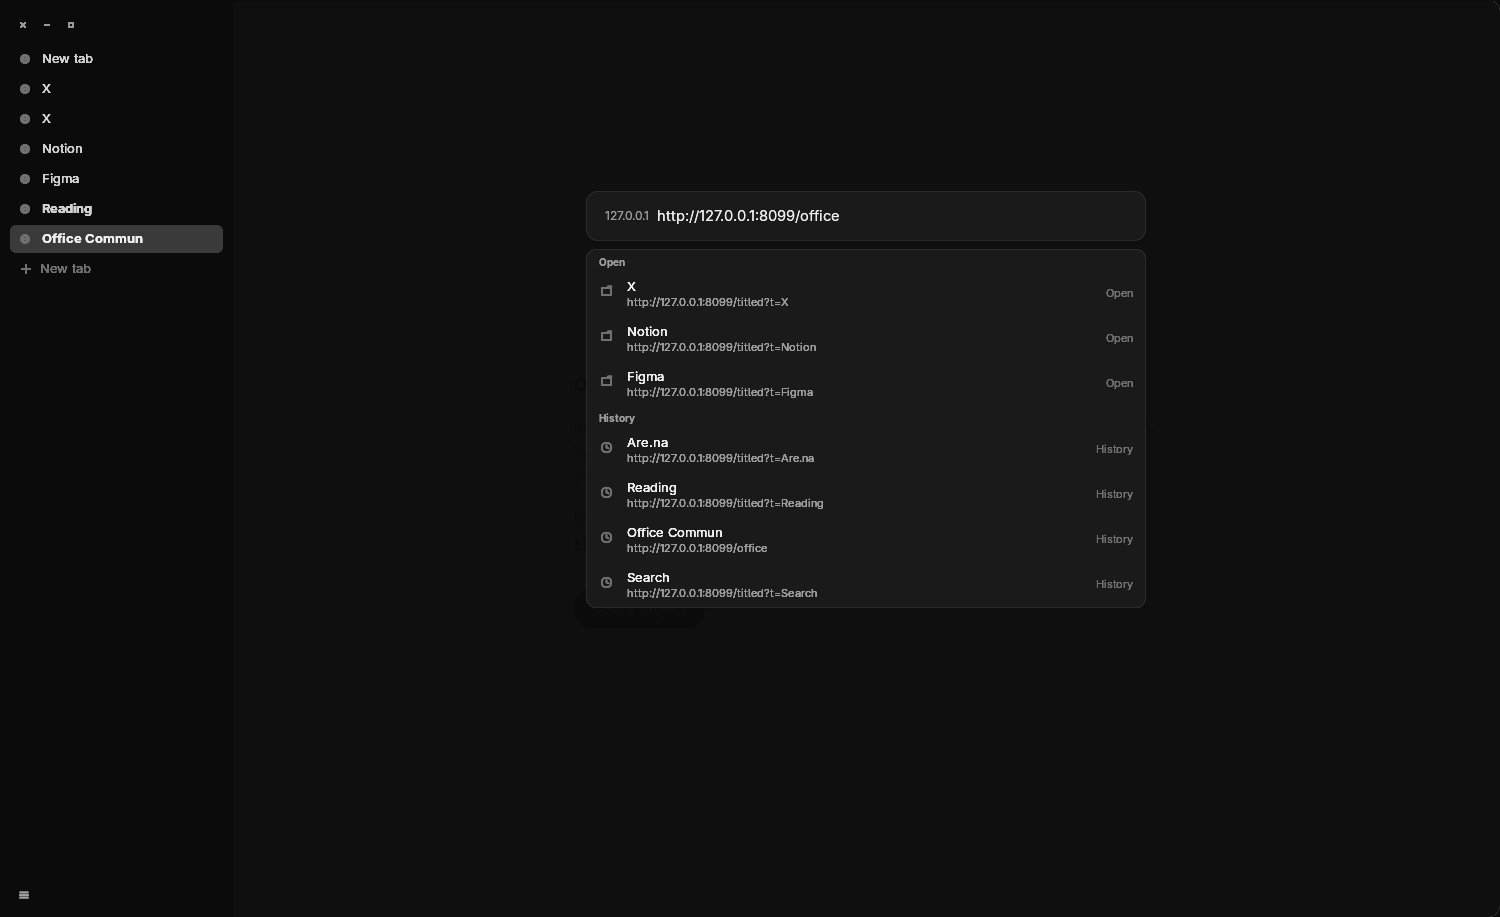 New tab
X
X
Notion
Figma
Reading
Office Commun
New tab
127.0.0.1 http://127.0.0.1:8099/office
Open
X
http://127.0.0.1:8099/titled?t=X
Open
Notion
http://127.0.0.1:8099/titled?t=Notion
Open
Figma
http://127.0.0.1:8099/titled?t=Figma
Open
History
Are.na
http://127.0.0.1:8099/titled?t=Are.na
History
Reading
http://127.0.0.1:8099/titled?t=Reading
History
Office Commun
http://127.0.0.1:8099/office
History
Search
http://127.0.0.1:8099/titled?t=Search
History